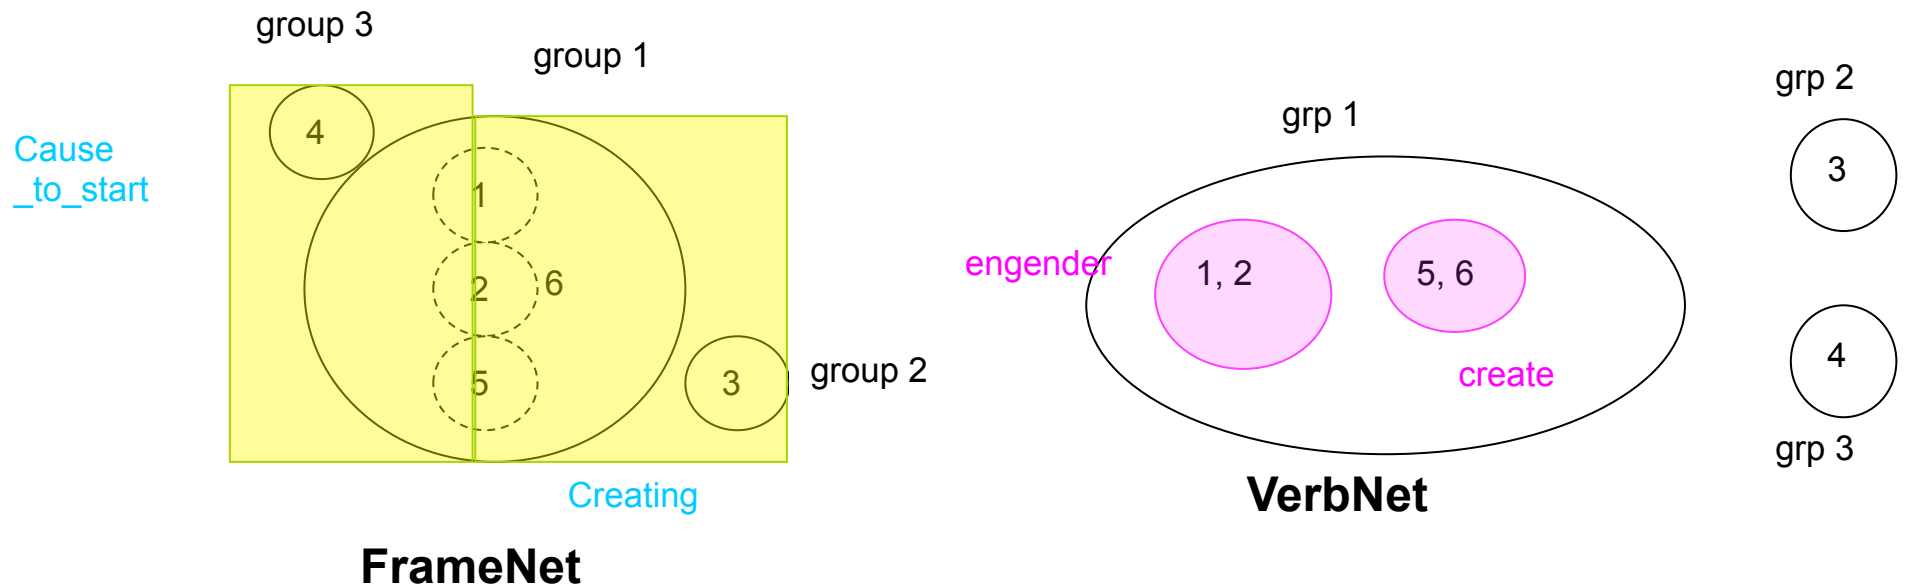 group 3
group 1
4
Cause
_to_start
1
2
6
5
3
group 2
Creating
FrameNet
grp 2
grp 1
3
engender
1, 2
5, 6
create
4
grp 3
VerbNet